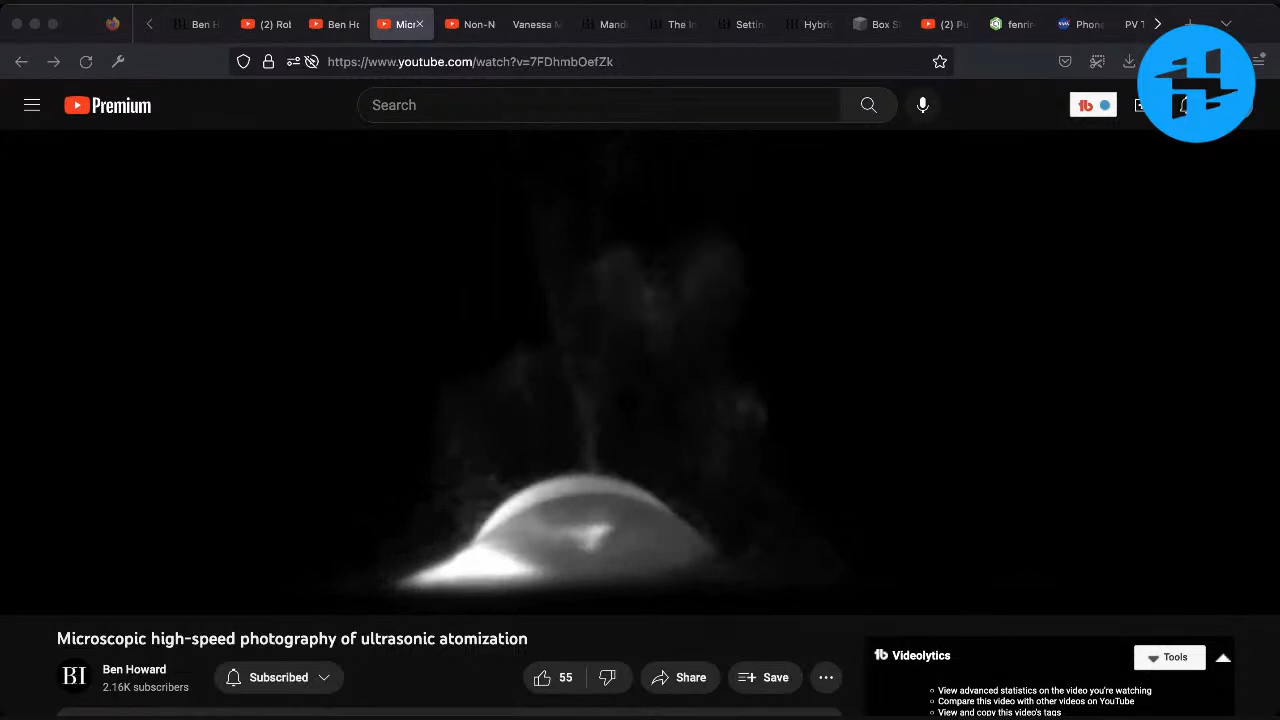 Ben H
(2) Rol
Ben Ho
Micr
Non-N
Vanessa M
Mandi
The In
Settin
Hybric
Box S
(2) Pu
fenrir-
NASA
Phone
PV T
https://www.youtube.com/watch?v=7FDhmbOefZk
Premium
Search
Microscopic high-speed photography of ultrasonic atomization
BI
Ben Howard
2.16K subscribers
Subscribed
55
Share
Save
Videolytics
Tools
View advanced statistics on the video you're watching
Compare this video with other videos on YouTube
View and copy this video's tags